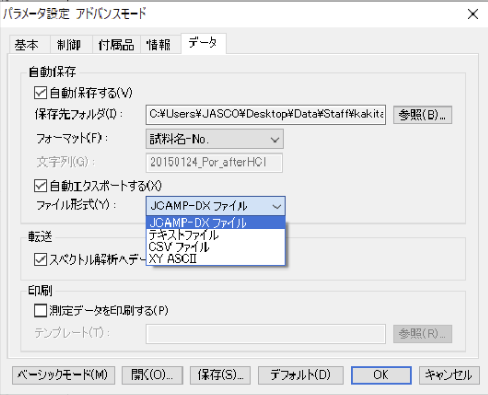 パラメータ設定 アドバンスモード
基本 制御 付属品 情報 データ
自動保存
自動保存する(V)
保存先フォルダ(I): C:¥Users¥JASCO¥Desktop¥Data¥Staff¥kakita 参照(B)...
フォーマット(F): 試料名-No.
文字列(G): 20150124_Por_afterHCl
自動エクスポートする(X)
ファイル形式(Y): JCAMP-DX ファイル
JCAMP-DX ファイル
テキストファイル
CSV ファイル
XY ASCII
転送
スペクトル解析へデー
印刷
測定データを印刷する(P)
テンプレート(T): 参照(R)...
ベーシックモード(M) 開く(O)... 保存(S)... デフォルト(D) OK キャンセル